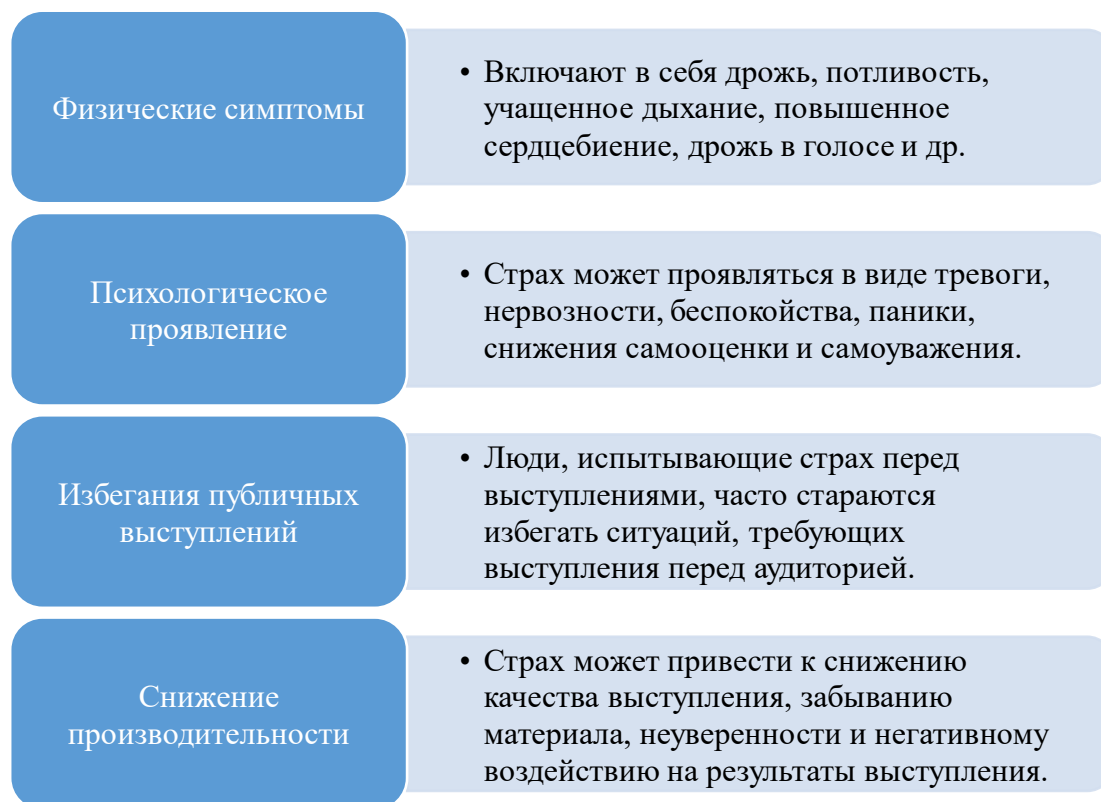 Физические симптомы
• Включают в себя дрожь, потливость,
учащенное дыхание, повышенное
сердцебиение, дрожь в голосе и др.
Психологическое
проявление
• Страх может проявляться в виде тревоги,
нервозности, беспокойства, паники,
снижения самооценки и самоуважения.
Избегания публичных
выступлений
• Люди, испытывающие страх перед
выступлениями, часто стараются
избегать ситуаций, требующих
выступления перед аудиторией.
Снижение
производительности
• Страх может привести к снижению
качества выступления, забыванию
материала, неуверенности и негативному
воздействию на результаты выступления.